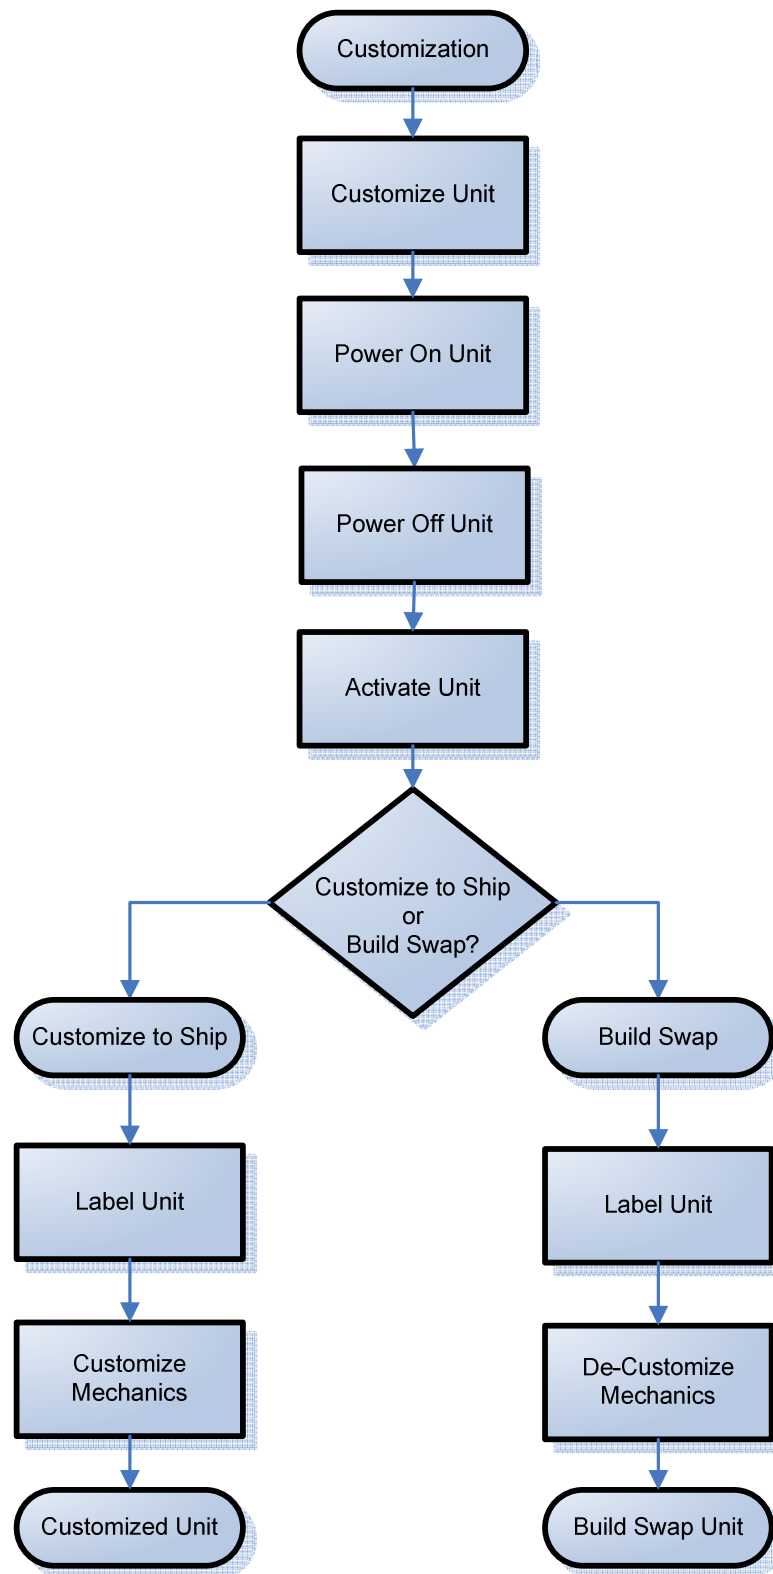 Customization
Customize Unit
Power On Unit
Power Off Unit
Activate Unit
Customize to Ship
or
Build Swap?
Customize to Ship
Build Swap
Label Unit
Label Unit
Customize
Mechanics
De-Customize
Mechanics
Customized Unit
Build Swap Unit